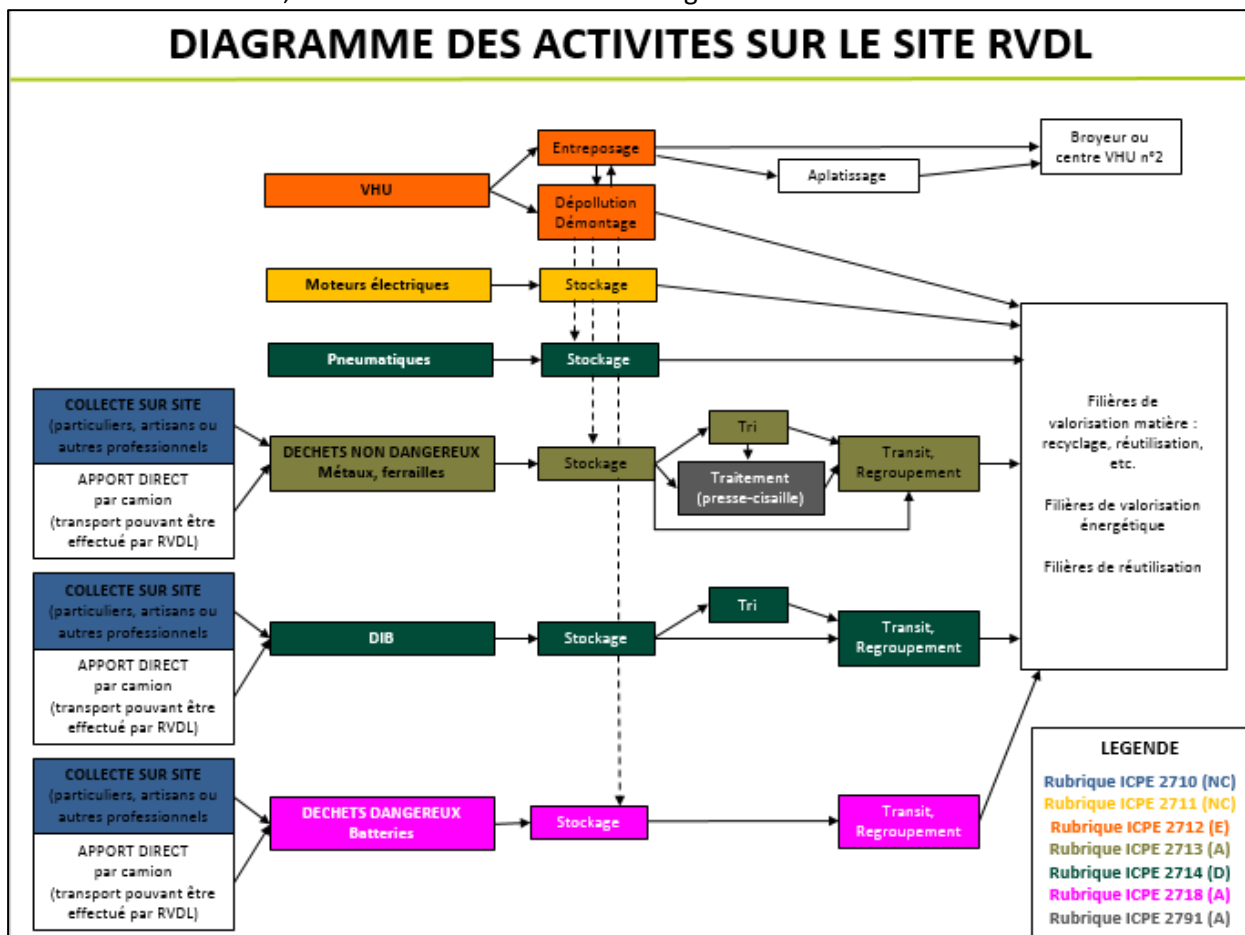 DIAGRAMME DES ACTIVITES SUR LE SITE RVDL
Entreposage
Broyeur ou
centre VHU n°2
Aplatissage
VHU
Dépollution
Démontage
Moteurs électriques
Stockage
Pneumatiques
Stockage
COLLECTE SUR SITE
(particuliers, artisans ou
autres professionnels
APPORT DIRECT
par camion
(transport pouvant être
effectué par RVDL)
DECHETS NON DANGEREUX
Métaux, ferrailles
Stockage
Tri
Traitement
(presse-cisaille)
Transit,
Regroupement
Filières de
valorisation matière :
recyclage, réutilisation,
etc.
Filières de valorisation
énergétique
Filières de réutilisation
COLLECTE SUR SITE
(particuliers, artisans ou
autres professionnels
APPORT DIRECT
par camion
(transport pouvant être
effectué par RVDL)
DIB
Stockage
Tri
Transit,
Regroupement
COLLECTE SUR SITE
(particuliers, artisans ou
autres professionnels
APPORT DIRECT
par camion
(transport pouvant être
effectué par RVDL)
DECHETS DANGEREUX
Batteries
Stockage
Transit,
Regroupement
LEGENDE
Rubrique ICPE 2710 (NC)
Rubrique ICPE 2711 (NC)
Rubrique ICPE 2712 (E)
Rubrique ICPE 2713 (A)
Rubrique ICPE 2714 (D)
Rubrique ICPE 2718 (A)
Rubrique ICPE 2791 (A)